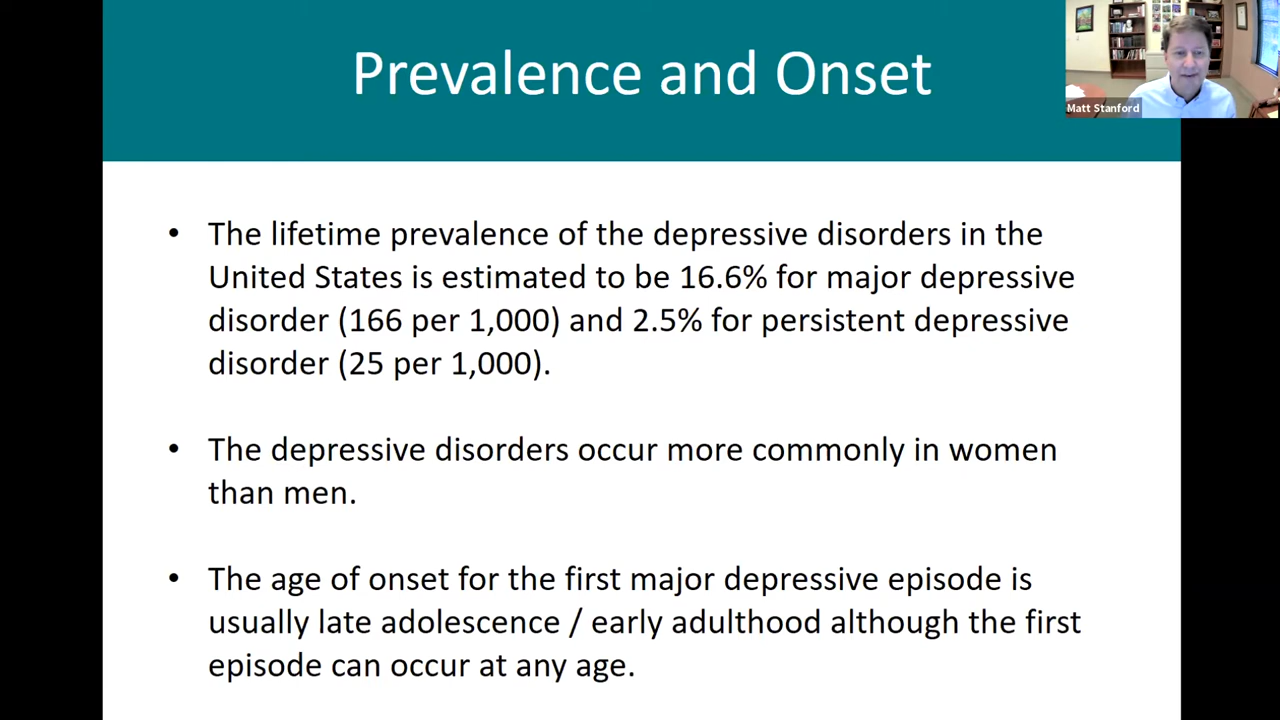 Prevalence and Onset
Matt Stanford
• The lifetime prevalence of the depressive disorders in the
United States is estimated to be 16.6% for major depressive
disorder (166 per 1,000) and 2.5% for persistent depressive
disorder (25 per 1,000).
• The depressive disorders occur more commonly in women
than men.
• The age of onset for the first major depressive episode is
usually late adolescence / early adulthood although the first
episode can occur at any age.